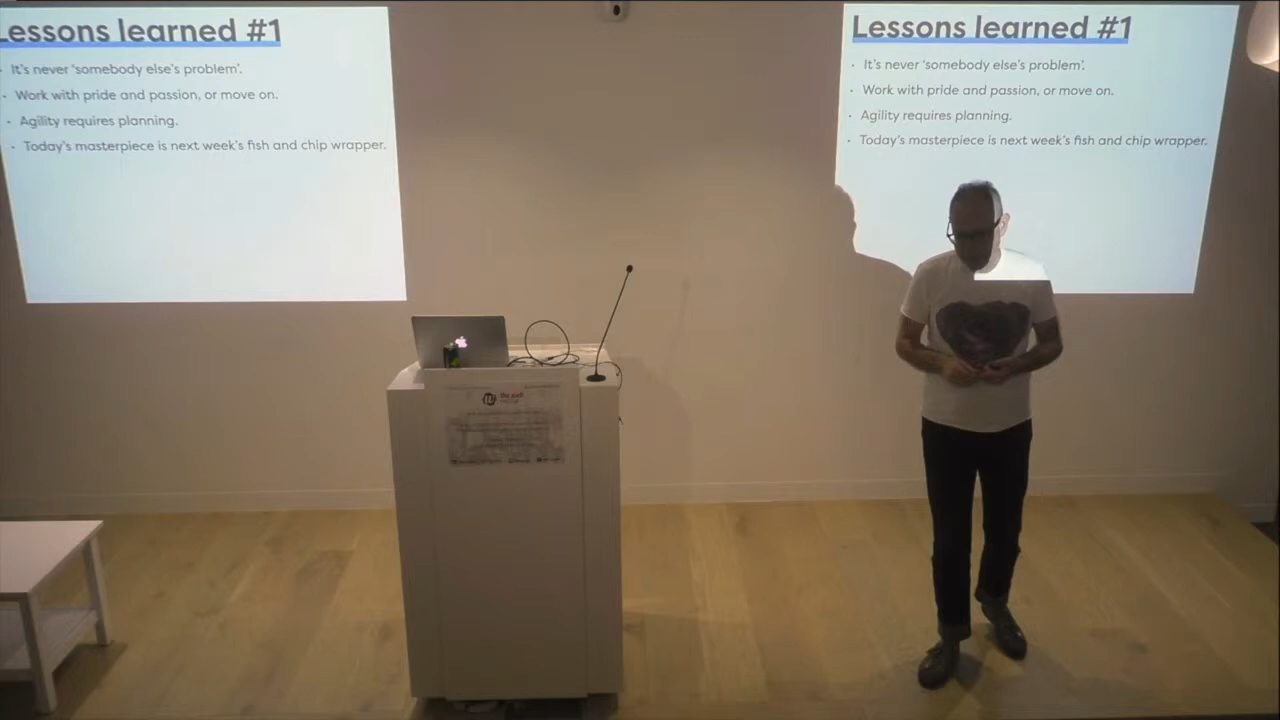 Lessons learned #1
· It's never 'somebody else's problem'.
· Work with pride and passion, or move on.
· Agility requires planning.
· Today's masterpiece is next week's fish and chip wrapper.
Lessons learned #1
· It's never 'somebody else's problem'.
· Work with pride and passion, or move on.
· Agility requires planning.
· Today's masterpiece is next week's fish and chip wrapper.